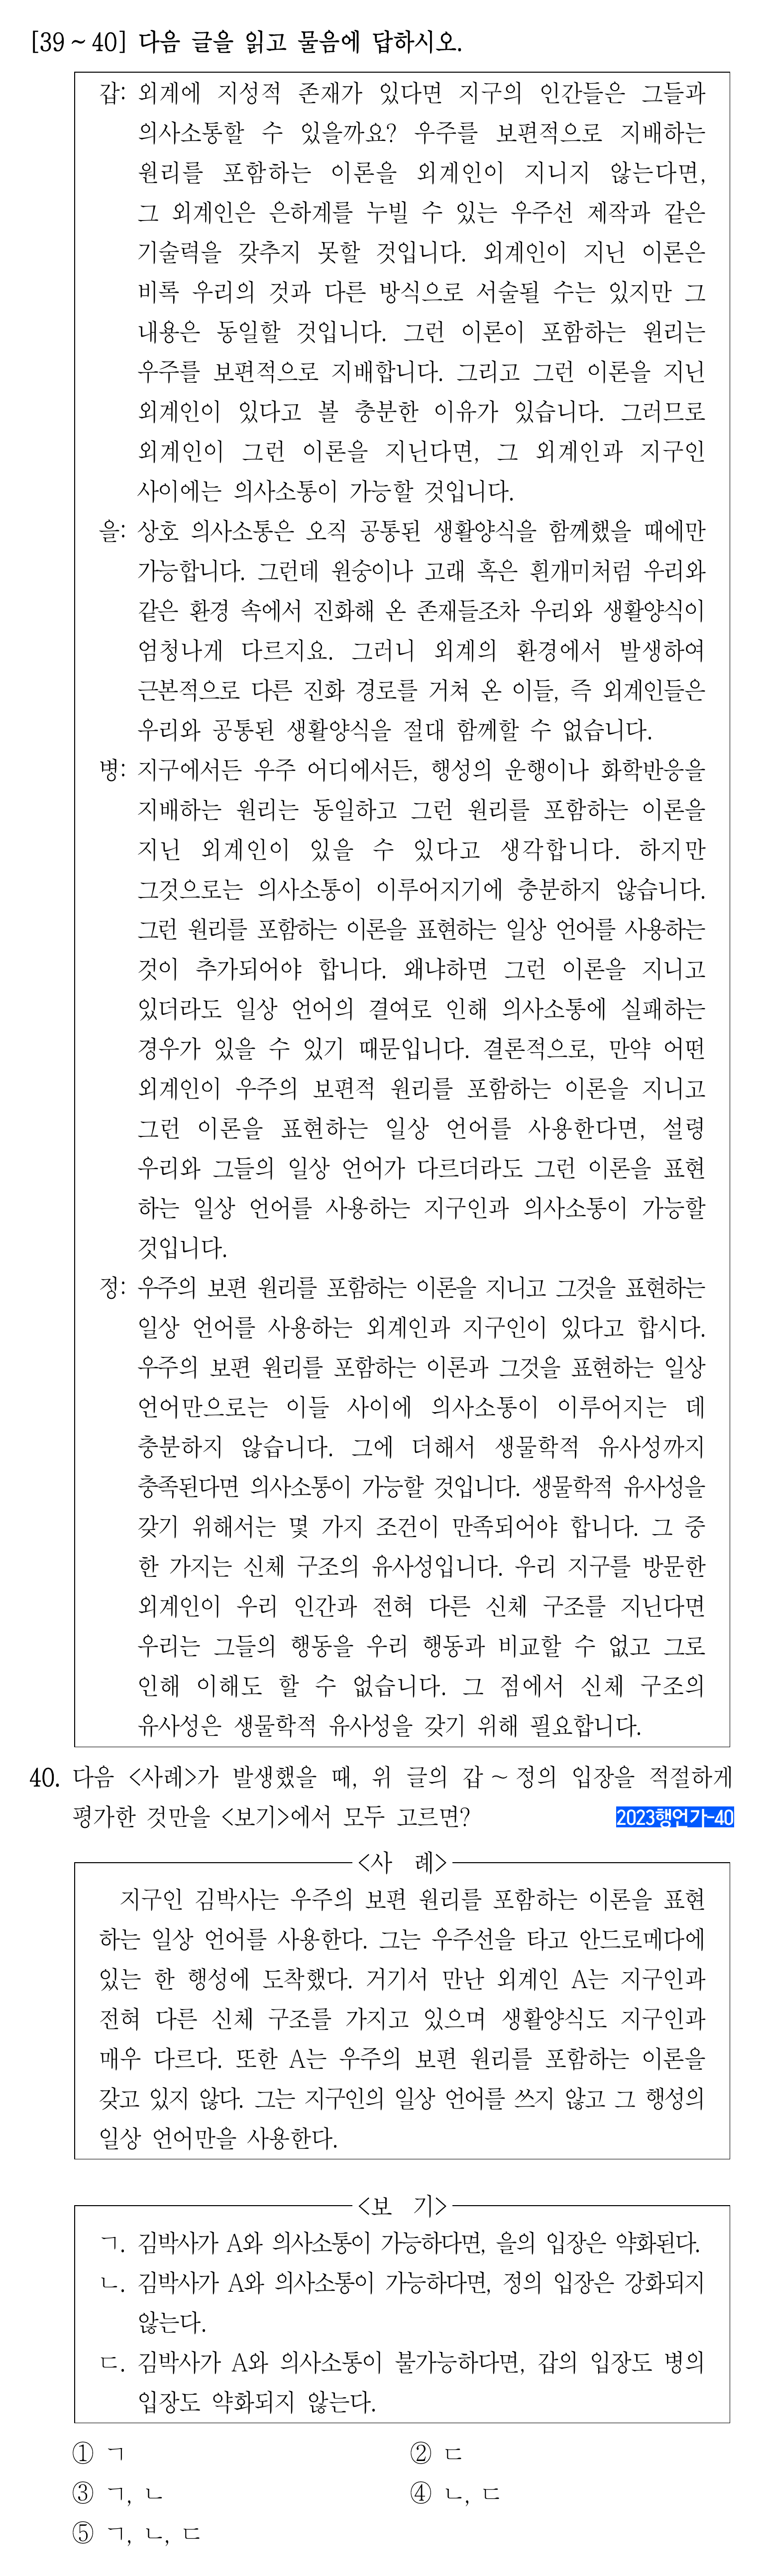 [39~40] 다음 글을 읽고 물음에 답하시오.
갑: 외계에 지성적 존재가 있다면 지구의 인간들은 그들과
의사소통할 수 있을까요? 우주를 보편적으로 지배하는
원리를 포함하는 이론을 외계인이 지니지 않는다면,
그 외계인은 은하계를 누빌 수 있는 우주선 제작과 같은
기술력을 갖추지 못할 것입니다. 외계인이 지닌 이론은
비록 우리의 것과 다른 방식으로 서술될 수는 있지만 그
내용은 동일할 것입니다. 그런 이론이 포함하는 원리는
우주를 보편적으로 지배합니다. 그리고 그런 이론을 지닌
외계인이 있다고 볼 충분한 이유가 있습니다. 그러므로
외계인이 그런 이론을 지닌다면, 그 외계인과 지구인
사이에는 의사소통이 가능할 것입니다.
을: 상호 의사소통은 오직 공통된 생활양식을 함께했을 때에만
가능합니다. 그런데 원숭이나 고래 혹은 흰개미처럼 우리와
같은 환경 속에서 진화해 온 존재들조차 우리와 생활양식이
엄청나게 다르지요. 그러니 외계의 환경에서 발생하여
근본적으로 다른 진화 경로를 거쳐 온 이들, 즉 외계인들은
우리와 공통된 생활양식을 절대 함께할 수 없습니다.
병: 지구에서든 우주 어디에서든, 행성의 운행이나 화학반응을
지배하는 원리는 동일하고 그런 원리를 포함하는 이론을
지닌 외계인이 있을 수 있다고 생각합니다. 하지만
그것으로는 의사소통이 이루어지기에 충분하지 않습니다.
그런 원리를 포함하는 이론을 표현하는 일상 언어를 사용하는
것이 추가되어야 합니다. 왜냐하면 그런 이론을 지니고
있더라도 일상 언어의 결여로 인해 의사소통에 실패하는
경우가 있을 수 있기 때문입니다. 결론적으로, 만약 어떤
외계인이 우주의 보편적 원리를 포함하는 이론을 지니고
그런 이론을 표현하는 일상 언어를 사용한다면, 설령
우리와 그들의 일상 언어가 다르더라도 그런 이론을 표현
하는 일상 언어를 사용하는 지구인과 의사소통이 가능할
것입니다.
정: 우주의 보편 원리를 포함하는 이론을 지니고 그것을 표현하는
일상 언어를 사용하는 외계인과 지구인이 있다고 합시다.
우주의 보편 원리를 포함하는 이론과 그것을 표현하는 일상
언어만으로는 이들 사이에 의사소통이 이루어지는 데
충분하지 않습니다. 그에 더해서 생물학적 유사성까지
충족된다면 의사소통이 가능할 것입니다. 생물학적 유사성을
갖기 위해서는 몇 가지 조건이 만족되어야 합니다. 그 중
한 가지는 신체 구조의 유사성입니다. 우리 지구를 방문한
외계인이 우리 인간과 전혀 다른 신체 구조를 지닌다면
우리는 그들의 행동을 우리 행동과 비교할 수 없고 그로
인해 이해도 할 수 없습니다. 그 점에서 신체 구조의
유사성은 생물학적 유사성을 갖기 위해 필요합니다.
40. 다음 <사례>가 발생했을 때, 위 글의 갑~정의 입장을 적절하게
평가한 것만을 <보기>에서 모두 고르면? 2023행언가-40
<사 례>
지구인 김박사는 우주의 보편 원리를 포함하는 이론을 표현
하는 일상 언어를 사용한다. 그는 우주선을 타고 안드로메다에
있는 한 행성에 도착했다. 거기서 만난 외계인 A는 지구인과
전혀 다른 신체 구조를 가지고 있으며 생활양식도 지구인과
매우 다르다. 또한 A는 우주의 보편 원리를 포함하는 이론을
갖고 있지 않다. 그는 지구인의 일상 언어를 쓰지 않고 그 행성의
일상 언어만을 사용한다.
<보 기>
ㄱ. 김박사가 A와 의사소통이 가능하다면, 을의 입장은 약화된다.
ㄴ. 김박사가 A와 의사소통이 가능하다면, 정의 입장은 강화되지
않는다.
ㄷ. 김박사가 A와 의사소통이 불가능하다면, 갑의 입장도 병의
입장도 약화되지 않는다.
① ㄱ ② ㄷ
③ ㄱ, ㄴ ④ ㄴ, ㄷ
⑤ ㄱ, ㄴ, ㄷ